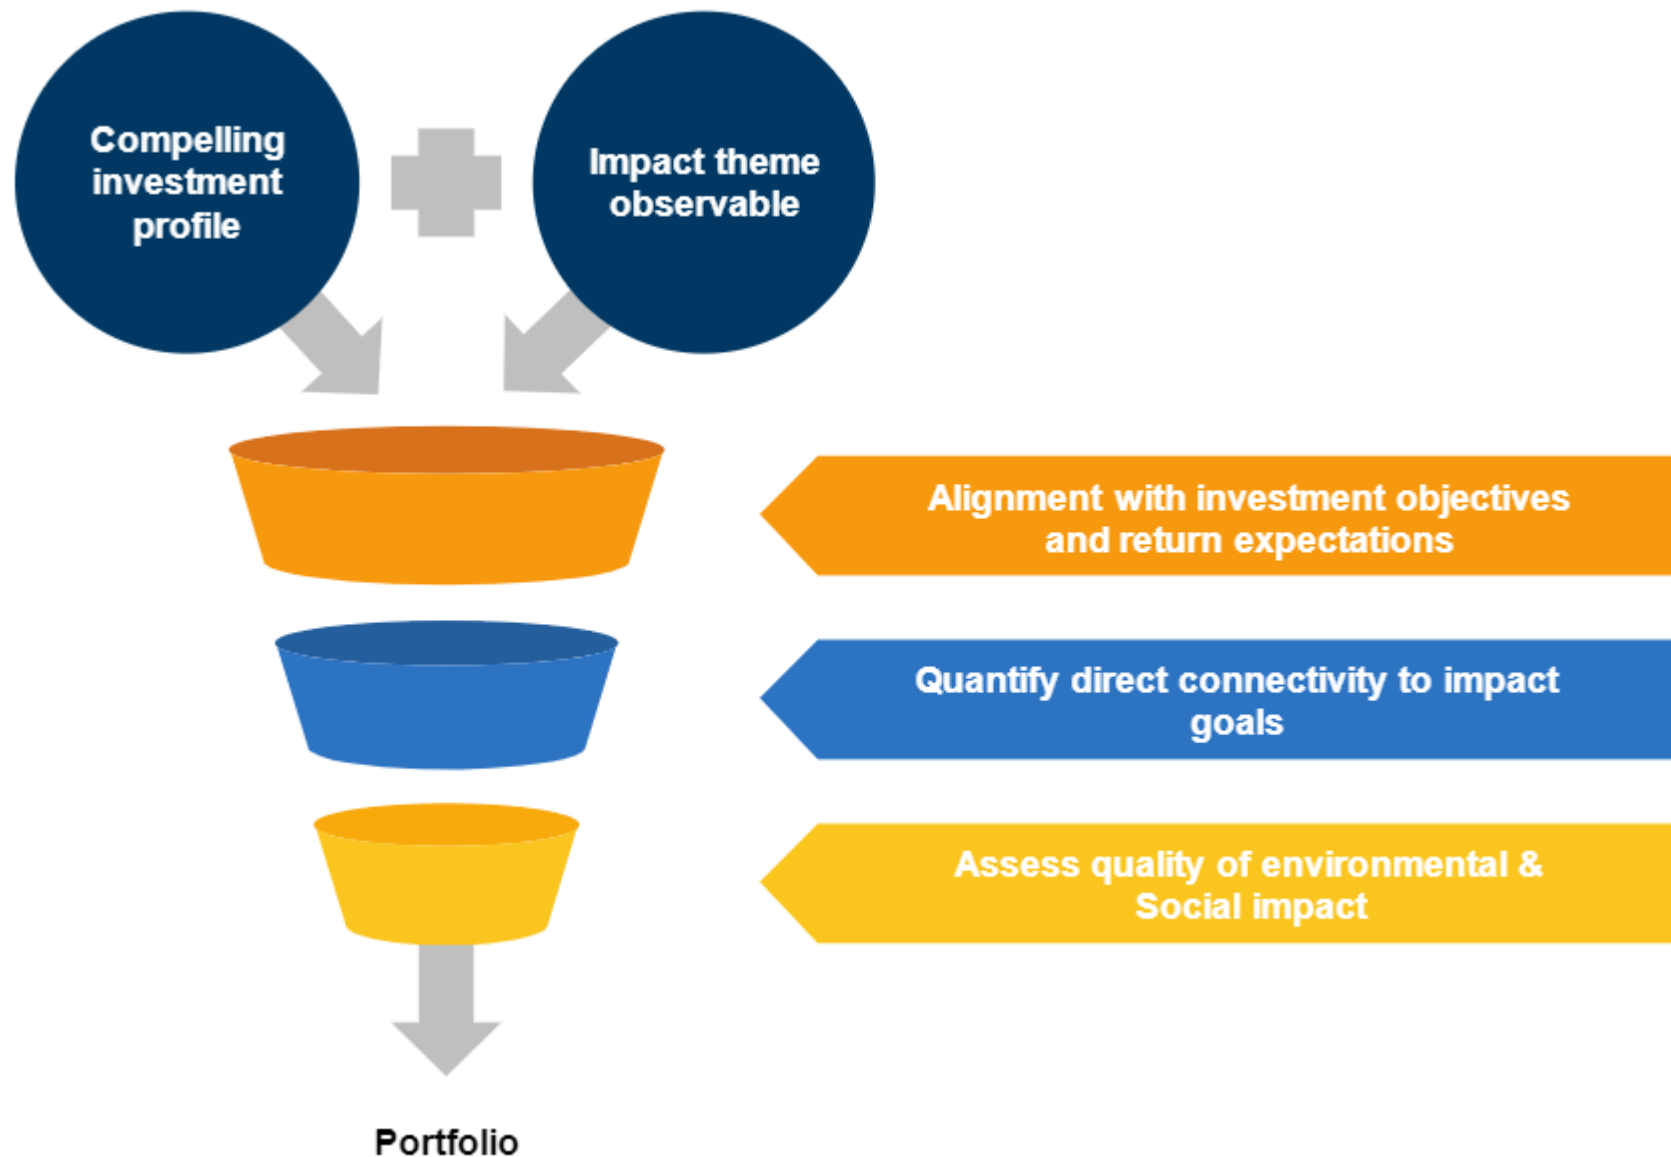 Compelling
investment
profile
Impact theme
observable
Alignment with investment objectives
and return expectations
Quantify direct connectivity to impact
goals
Assess quality of environmental &
Social impact
Portfolio